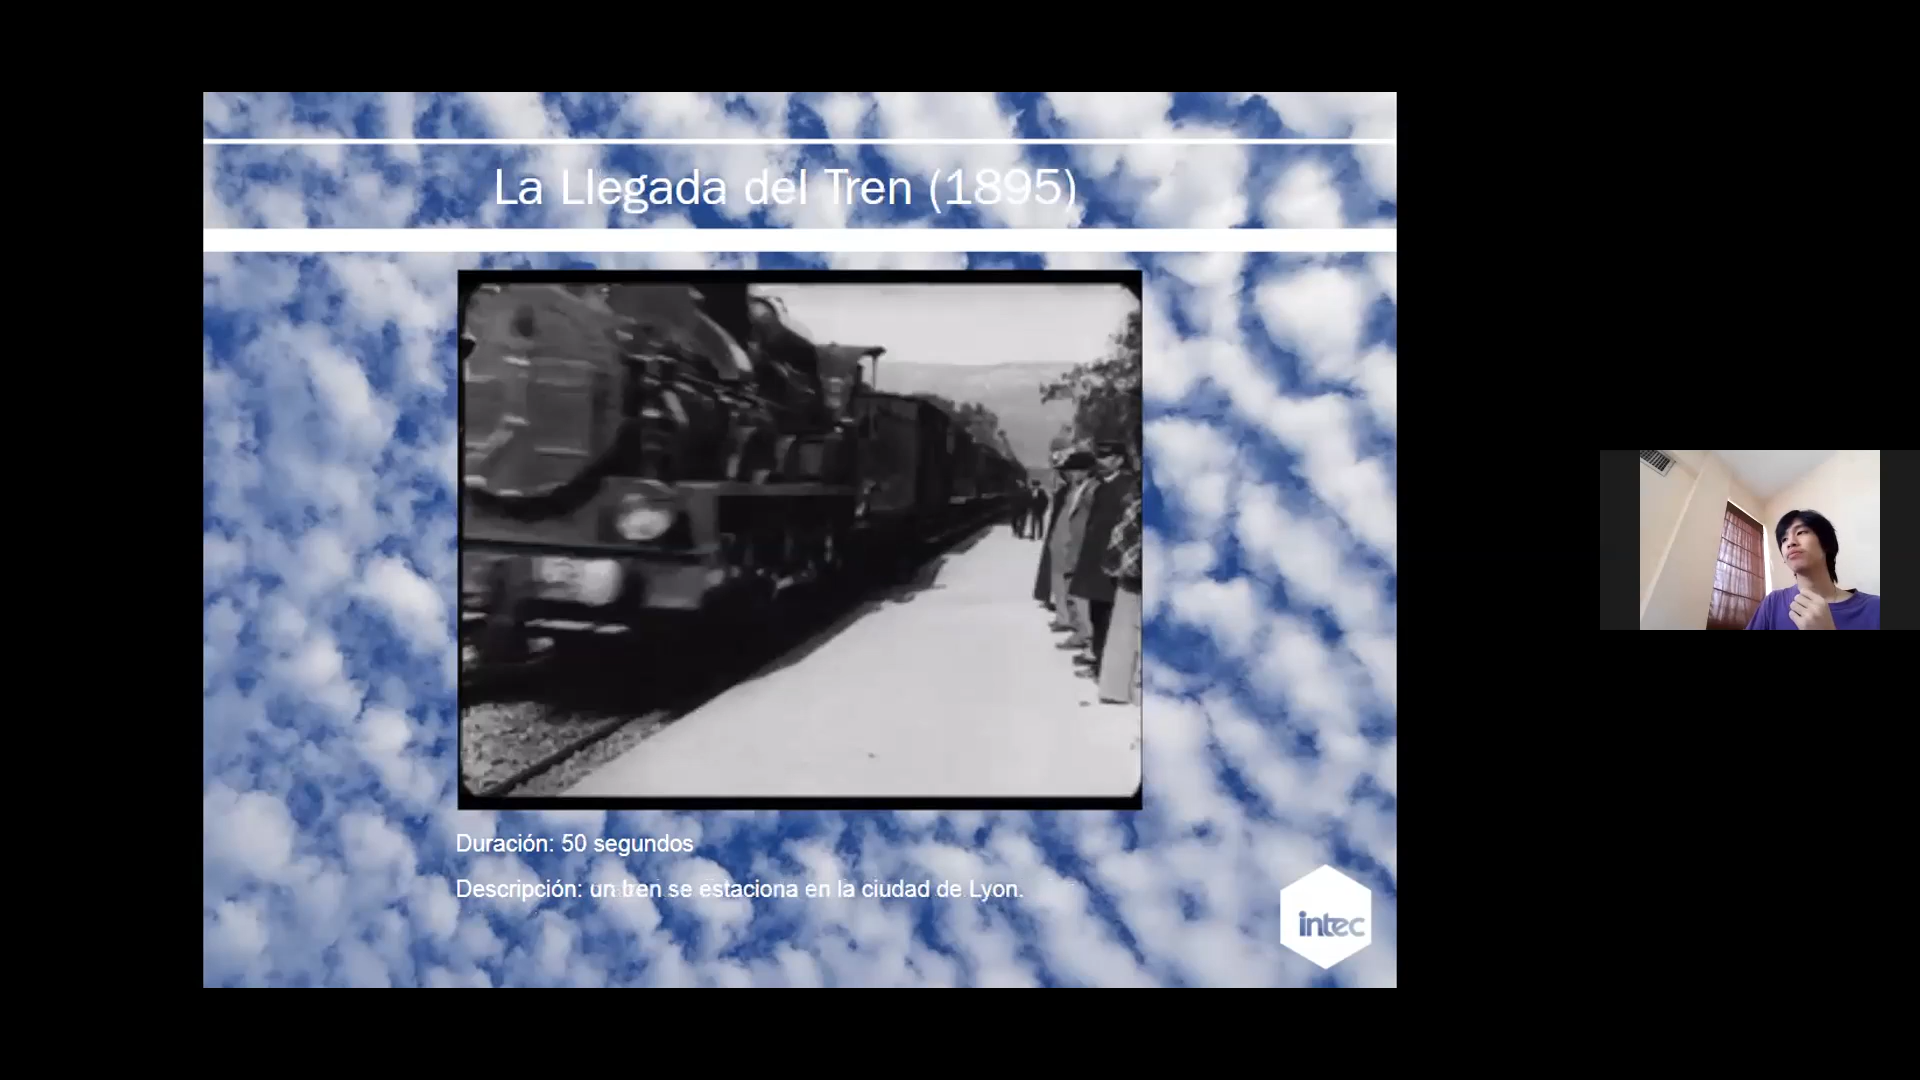 La Llegada del Tren (1895)
Duración: 50 segundos
Descripción: un tren se estaciona en la ciudad de Lyon.
intec